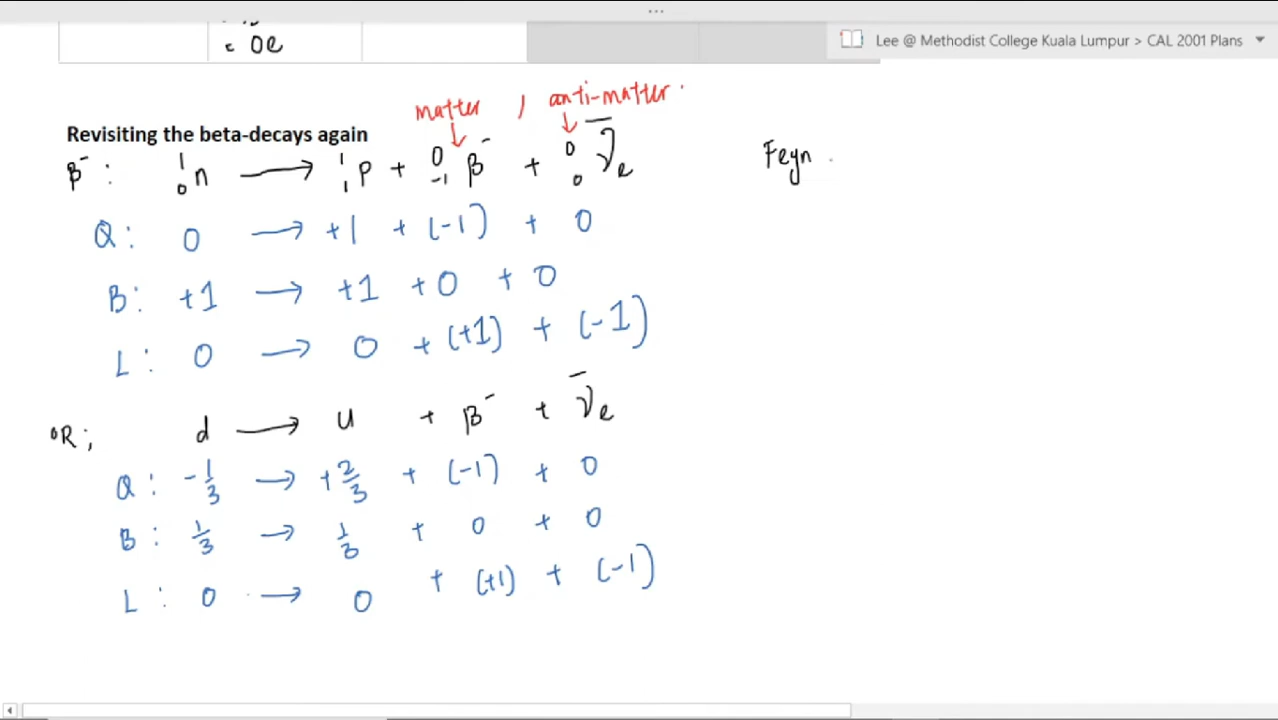 ...
= 0e
Lee @ Methodist College Kuala Lumpur > CAL 2001 Plans
matter , anti-matter.
Revisiting the beta-decays again
β⁻ : ¹₀n → ¹₁p + ⁰₋₁β⁻ + ⁰₀ν̅ₑ
Feyn
Q: 0 → +1 + (-1) + 0
B: +1 → +1 + 0 + 0
L: 0 → 0 + (+1) + (-1)
OR; d → u + β⁻ + ν̅ₑ
Q: -1/3 → +2/3 + (-1) + 0
B: 1/3 → 1/3 + 0 + 0
L: 0 → 0 + (+1) + (-1)